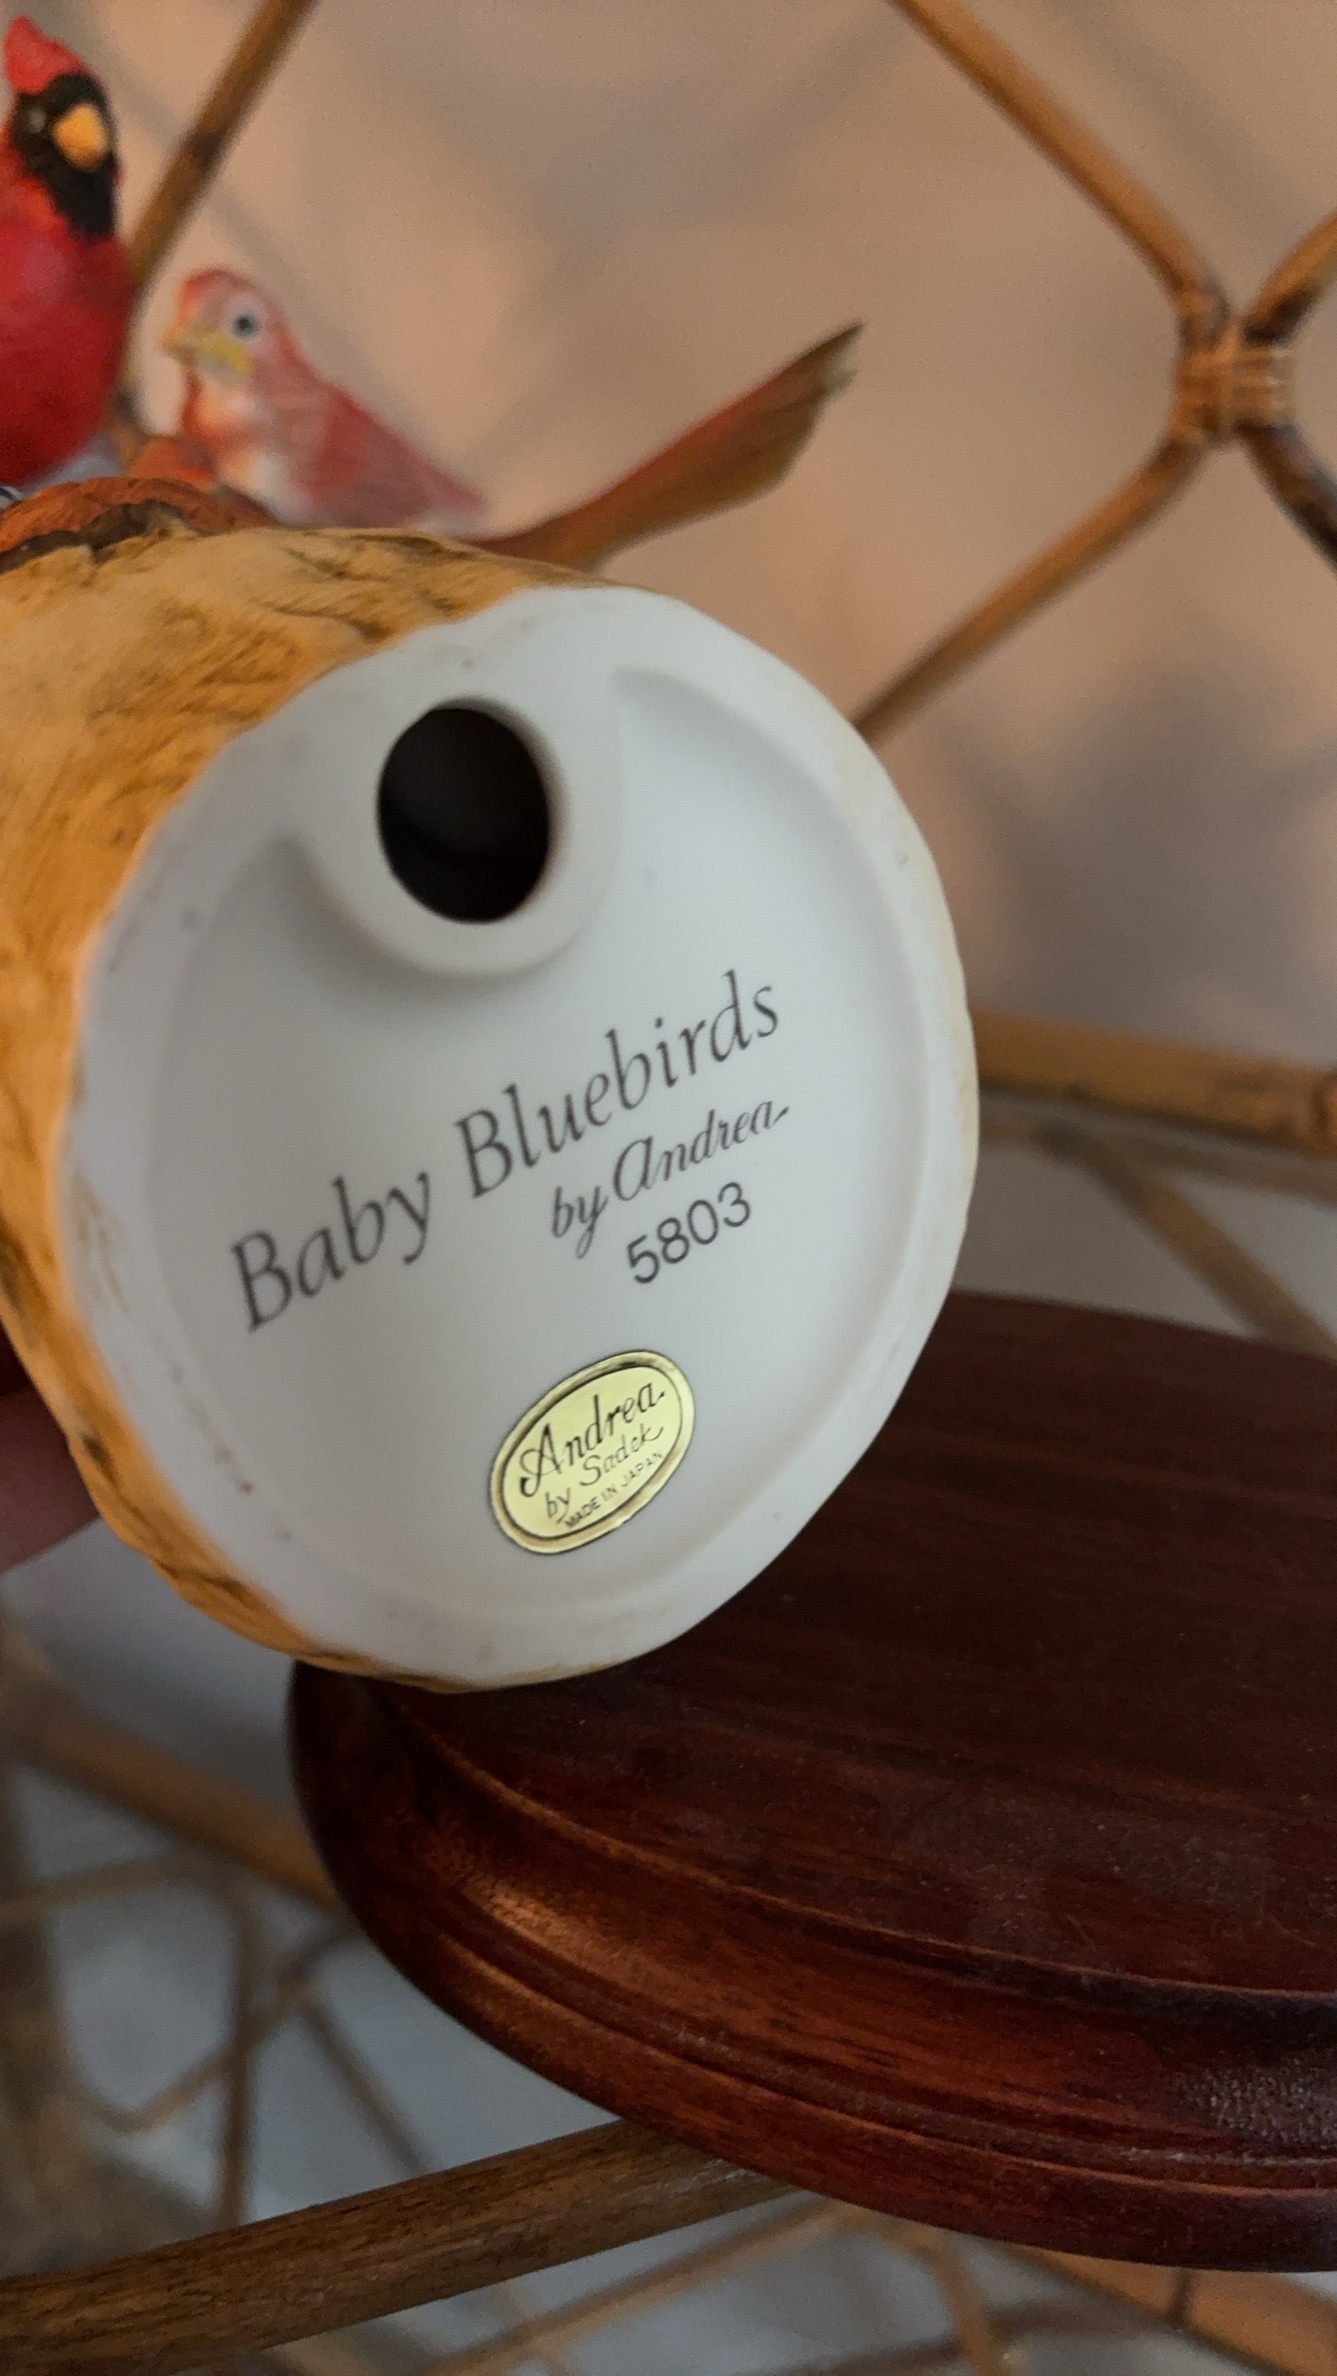 Baby Bluebirds
by Andrea
5803
Andrea
by Sadek
MADE IN JAPAN